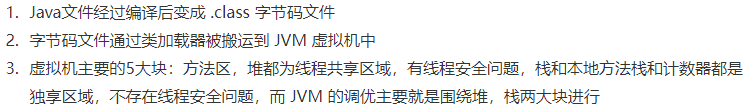 1. Java文件经过编译后变成 .class 字节码文件
2. 字节码文件通过类加载器被搬运到 JVM 虚拟机中
3. 虚拟机主要的5大块：方法区，堆都为线程共享区域，有线程安全问题，栈和本地方法栈和计数器都是
独享区域，不存在线程安全问题，而 JVM 的调优主要就是围绕堆，栈两大块进行